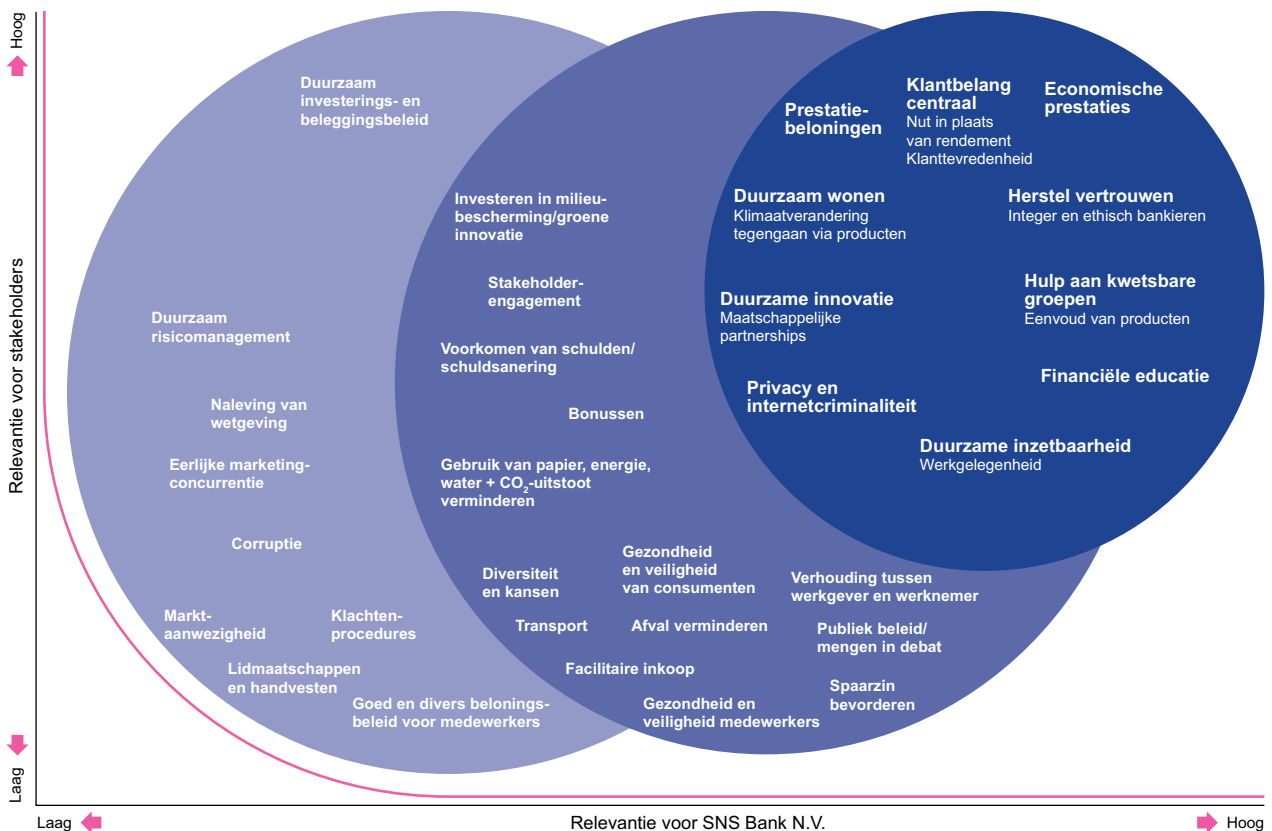 Hoog
Relevantie voor stakeholders
Laag
Duurzaam
investerings- en
beleggingsbeleid
Duurzaam
risicomanagement
Naleving van
wetgeving
Eerlijke marketing-
concurrentie
Corruptie
Markt-
aanwezigheid
Klachten-
procedures
Lidmaatschappen
en handvesten
Goed en divers belonings-
beleid voor medewerkers
Investeren in milieu-
bescherming/groene
innovatie
Stakeholder-
engagement
Voorkomen van schulden/
schuldsanering
Bonussen
Gebruik van papier, energie,
water + CO₂-uitstoot
verminderen
Diversiteit
en kansen
Gezondheid
en veiligheid
van consumenten
Verhouding tussen
werkgever en werknemer
Transport
Afval verminderen
Publiek beleid/
mengen in debat
Facilitaire inkoop
Gezondheid en
veiligheid medewerkers
Spaarzin
bevorderen
Prestatie-
beloningen
Klantbelang
centraal
Nut in plaats
van rendement
Klanttevredenheid
Economische
prestaties
Duurzaam wonen
Klimaatverandering
tegengaan via producten
Herstel vertrouwen
Integer en ethisch bankieren
Duurzame innovatie
Maatschappelijke
partnerships
Hulp aan kwetsbare
groepen
Eenvoud van producten
Privacy en
internetcriminaliteit
Financiële educatie
Duurzame inzetbaarheid
Werkgelegenheid
Laag
Relevantie voor SNS Bank N.V.
Hoog